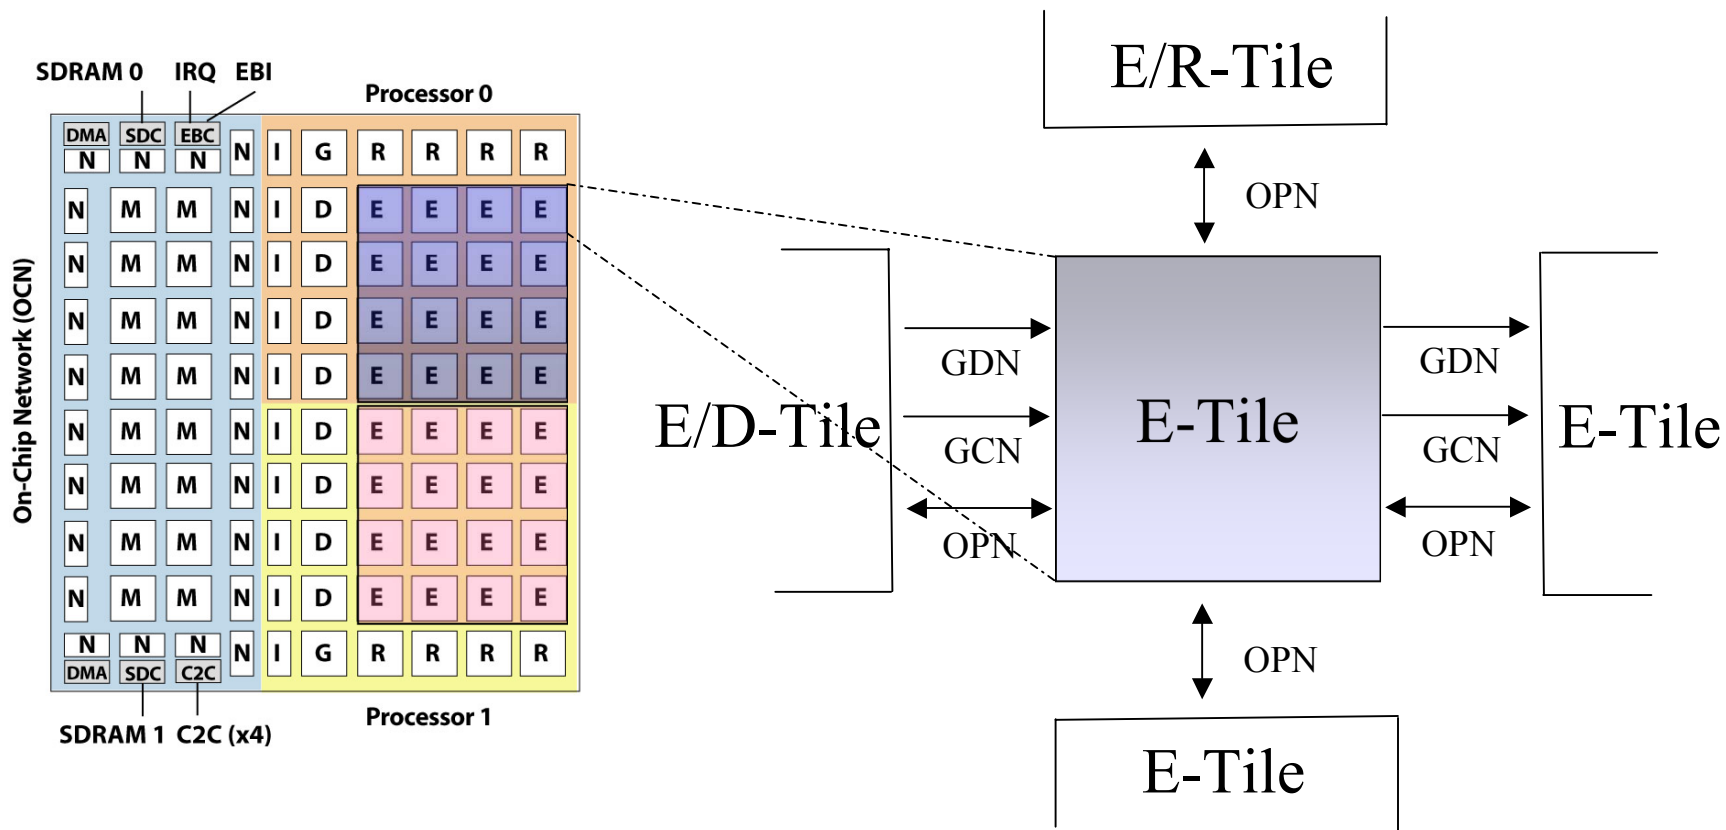 SDRAM 0 IRQ EBI
Processor 0
DMA SDC EBC
N N N N I G R R R R
N M M N I D E E E E
N M M N I D E E E E
N M M N I D E E E E
N M M N I D E E E E
N M M N I D E E E E
N M M N I D E E E E
N M M N I D E E E E
N M M N I D E E E E
N N N N I G R R R R
DMA SDC C2C
Processor 1
SDRAM 1 C2C (x4)
On-Chip Network (OCN)
E/R-Tile
OPN
GDN
GDN
E/D-Tile
E-Tile
E-Tile
GCN
GCN
OPN
OPN
OPN
E-Tile